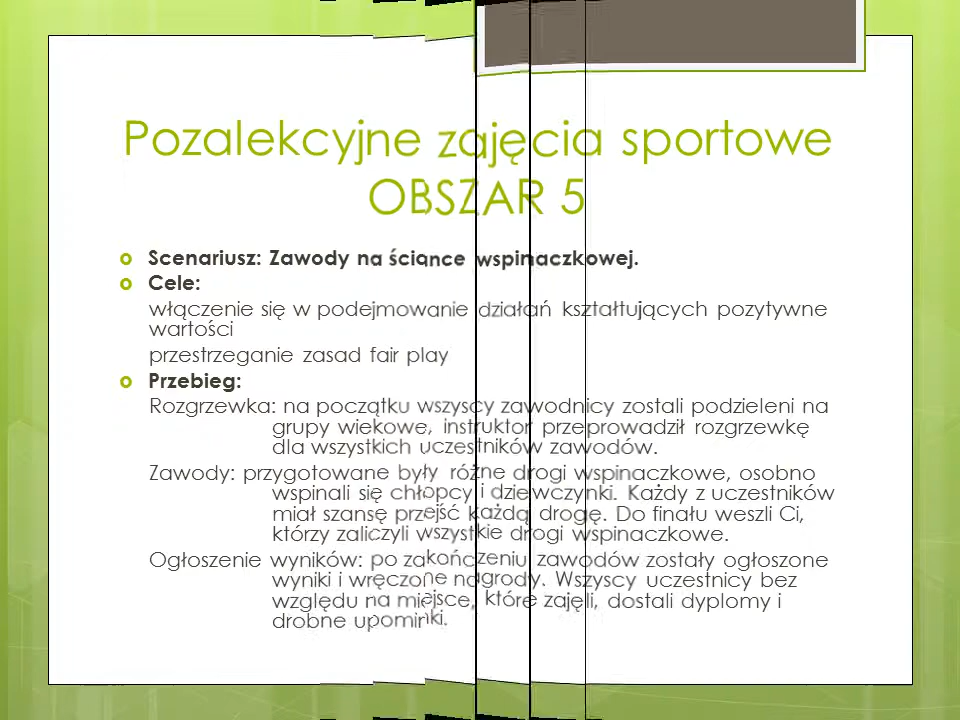 Pozalekcyjne zajęcia sportowe
OBSZAR 5
Scenariusz: Zawody na ściance wspinaczkowej.
Cele:
włączenie się w podejmowanie działań kształtujących pozytywne
wartości
przestrzeganie zasad fair play
Przebieg:
Rozgrzewka: na początku wszyscy zawodnicy zostali podzieleni na
grupy wiekowe, instruktor przeprowadził rozgrzewkę
dla wszystkich uczestników zawodów.
Zawody: przygotowane były różne drogi wspinaczkowe, osobno
wspinali się chłopcy i dziewczynki. Każdy z uczestników
miał szansę przejść każdą drogę. Do finału weszli Ci,
którzy zaliczyli wszystkie drogi wspinaczkowe.
Ogłoszenie wyników: po zakończeniu zawodów zostały ogłoszone
wyniki i wręczone nagrody. Wszyscy uczestnicy bez
względu na miejsce, które zajęli, dostali dyplomy i
drobne upominki.